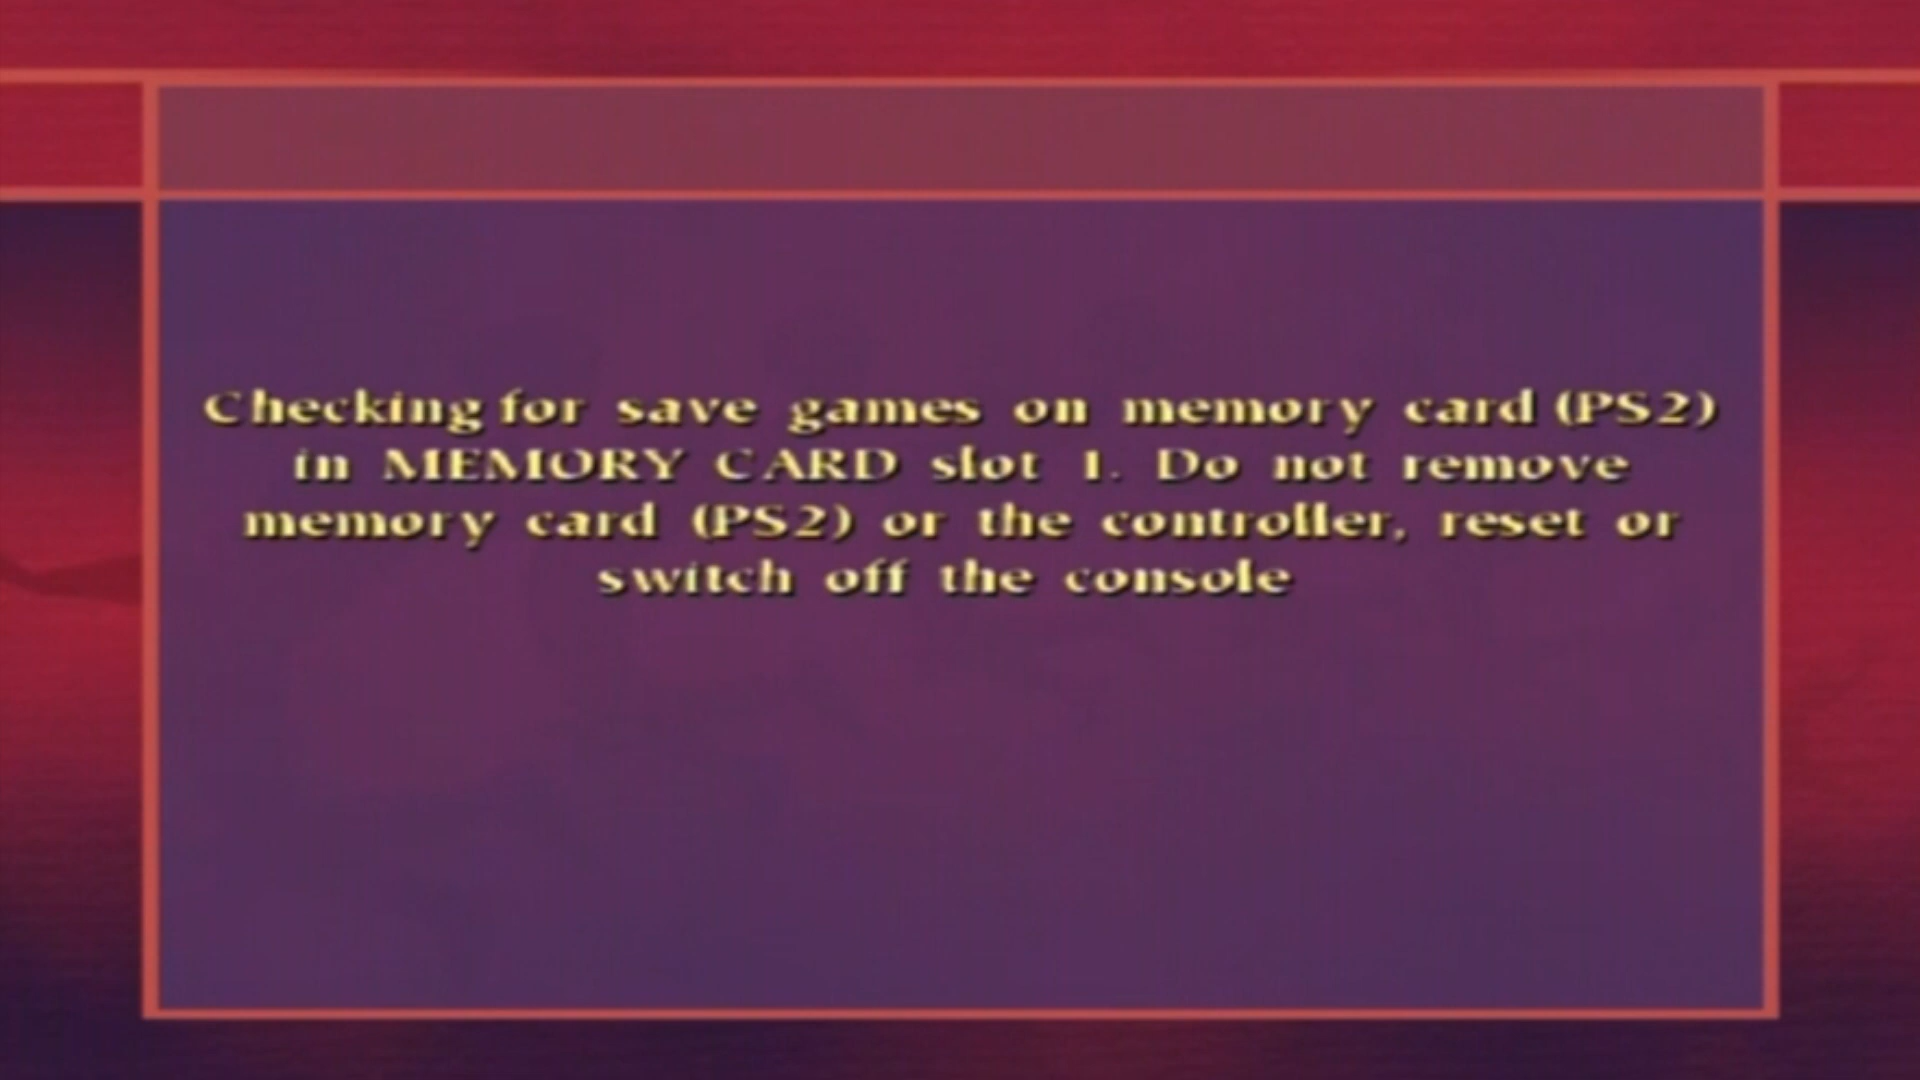 Checking for save games on memory card (PS2)
in MEMORY CARD slot 1. Do not remove
memory card (PS2) or the controller, reset or
switch off the console